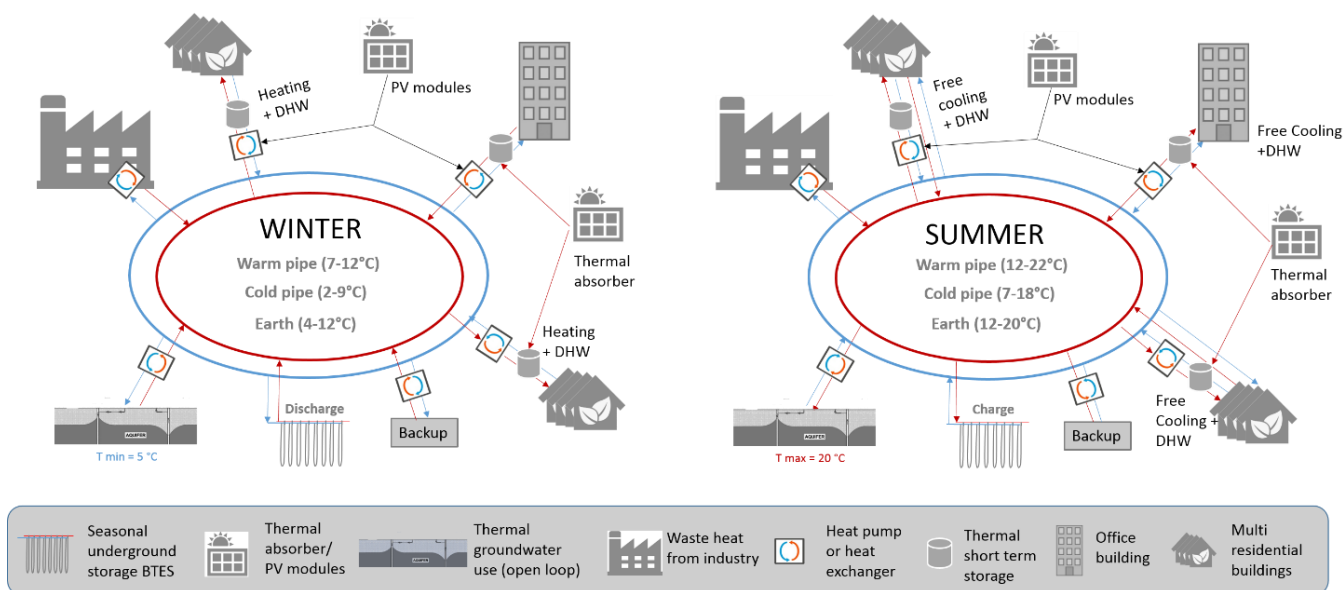 PV modules
Heating
+ DHW
WINTER
Warm pipe (7-12°C)
Cold pipe (2-9°C)
Earth (4-12°C)
Thermal
absorber
Heating
+ DHW
AQUIFER
T min = 5 °C
Discharge
Backup
PV modules
Free
cooling
+ DHW
Free Cooling
+DHW
SUMMER
Warm pipe (12-22°C)
Cold pipe (7-18°C)
Earth (12-20°C)
Thermal
absorber
AQUIFER
T max = 20 °C
Charge
Backup
Free
Cooling +
DHW
Seasonal
underground
storage BTES
Thermal
absorber/
PV modules
Thermal
groundwater
use (open loop)
Waste heat
from industry
Heat pump
or heat
exchanger
Thermal
short term
storage
Office
building
Multi
residential
buildings